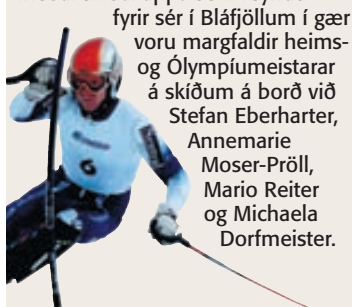 fyrir sér í Bláfjöllum í gær
voru margfaldir heims-
og Ólympíumeistarar
á skíðum á borð við
Stefan Eberharter,
Annemarie
Moser-Pröll,
Mario Reiter
og Michaela
Dorfmeister.
6